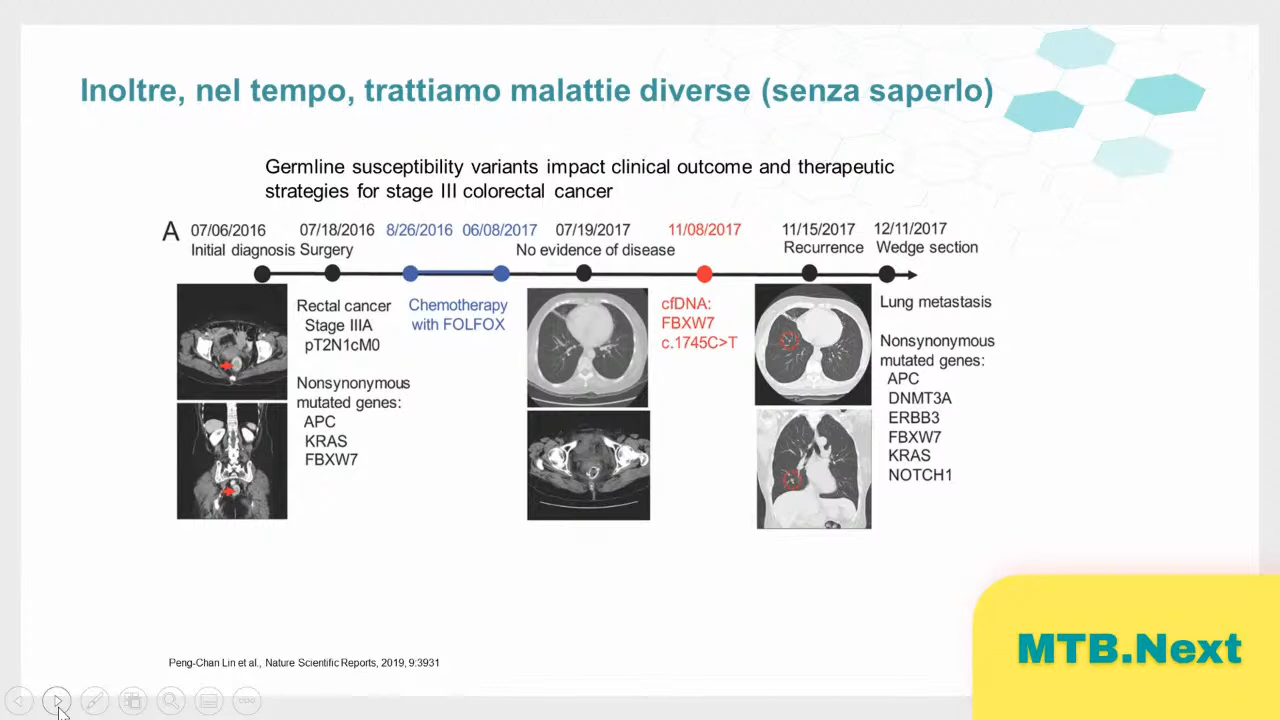 Inoltre, nel tempo, trattiamo malattie diverse (senza saperlo)
Germline susceptibility variants impact clinical outcome and therapeutic
strategies for stage III colorectal cancer
A
07/06/2016 07/18/2016 8/26/2016 06/08/2017 07/19/2017 11/08/2017 11/15/2017 12/11/2017
Initial diagnosis Surgery No evidence of disease Recurrence Wedge section
Rectal cancer
Stage IIIA
pT2N1cM0
Nonsynonymous
mutated genes:
APC
KRAS
FBXW7
Chemotherapy
with FOLFOX
cfDNA:
FBXW7
c.1745C>T
Lung metastasis
Nonsynonymous
mutated genes:
APC
DNMT3A
ERBB3
FBXW7
KRAS
NOTCH1
Peng-Chan Lin et al., Nature Scientific Reports, 2019, 9:3931
MTB.Next